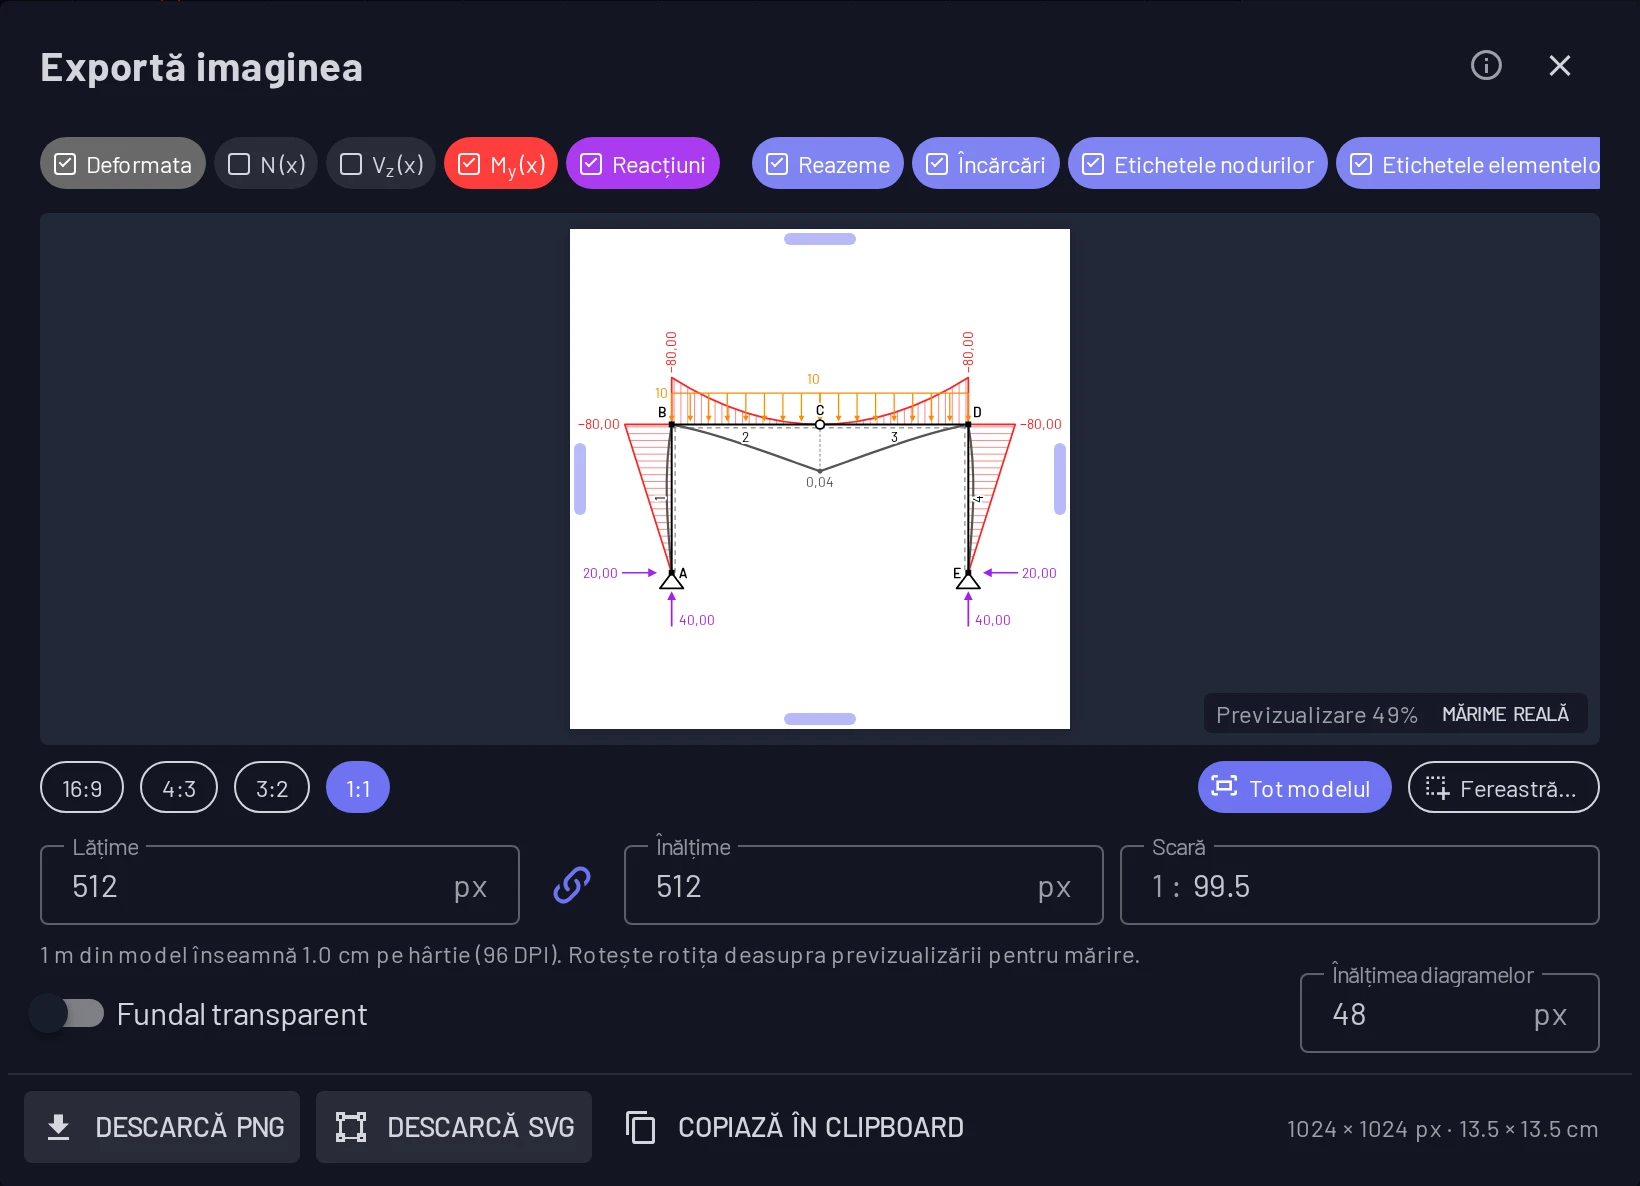 Exportă imaginea
Deformata N(x) Vz(x) My(x) Reacțiuni Reazeme Încărcări Etichetele nodurilor Etichetele elementelo
−80,00 −80,00
10
10
B C D
−80,00 −80,00
2 3
0,04
1 4
20,00 A E 20,00
40,00 40,00
Previzualizare 49% MĂRIME REALĂ
16:9 4:3 3:2 1:1 Tot modelul Fereastră...
Lățime Înălțime Scară
512 px 512 px 1 : 99.5
1 m din model înseamnă 1.0 cm pe hârtie (96 DPI). Rotește rotița deasupra previzualizării pentru mărire.
Înălțimea diagramelor
Fundal transparent 48 px
DESCARCĂ PNG DESCARCĂ SVG COPIAZĂ ÎN CLIPBOARD 1024 × 1024 px · 13.5 × 13.5 cm